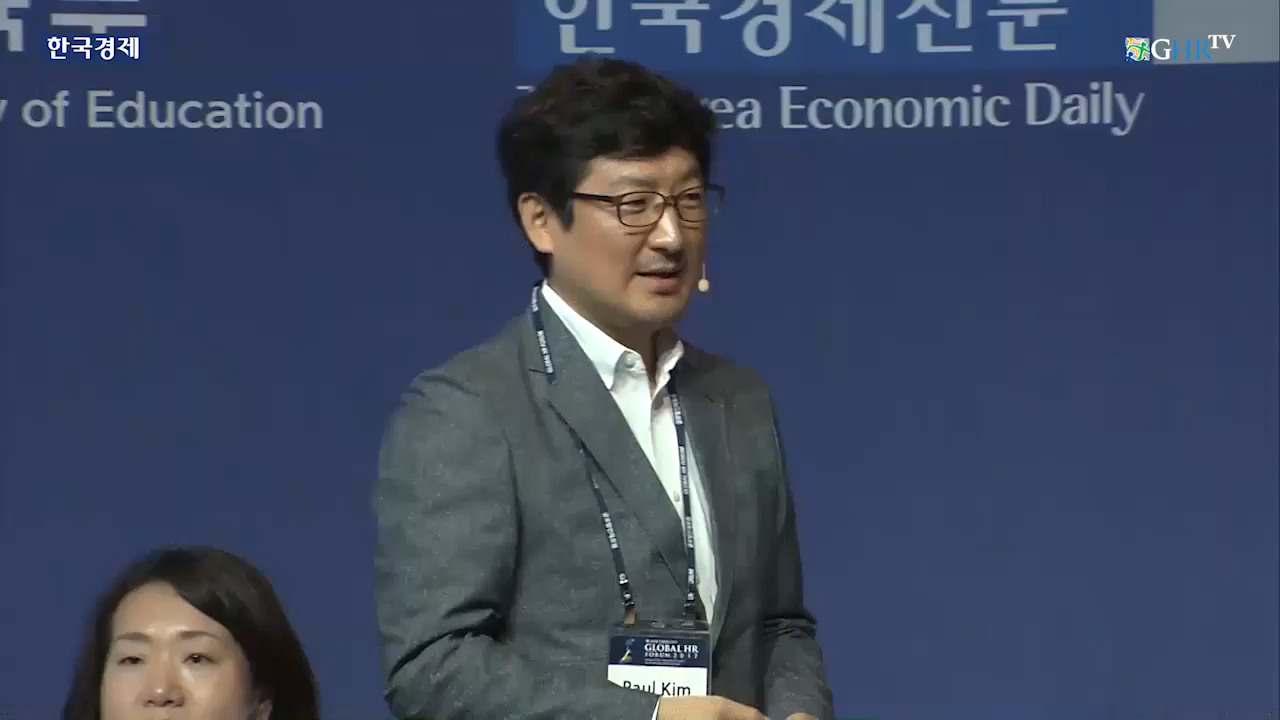 한국경제신문
한국경제
GHR TV
y of Education
rea Economic Daily
GLOBAL HR
FORUM 2017
Paul Kim